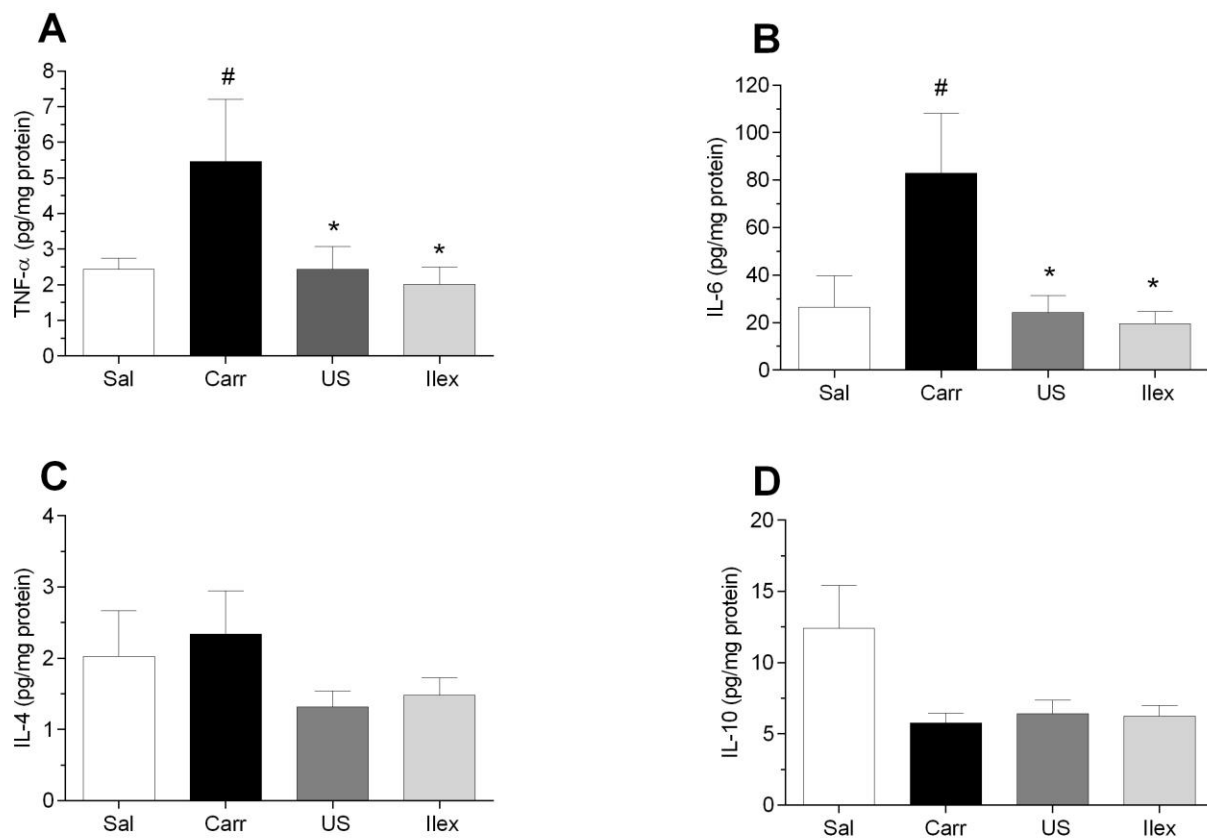 A
TNF-α (pg/mg protein)
8
7
6
5
4
3
2
1
0
#
*
*
Sal Carr US Ilex
B
IL-6 (pg/mg protein)
120
100
80
60
40
20
0
#
*
*
Sal Carr US Ilex
C
IL-4 (pg/mg protein)
4
3
2
1
0
Sal Carr US Ilex
D
IL-10 (pg/mg protein)
20
15
10
5
0
Sal Carr US Ilex